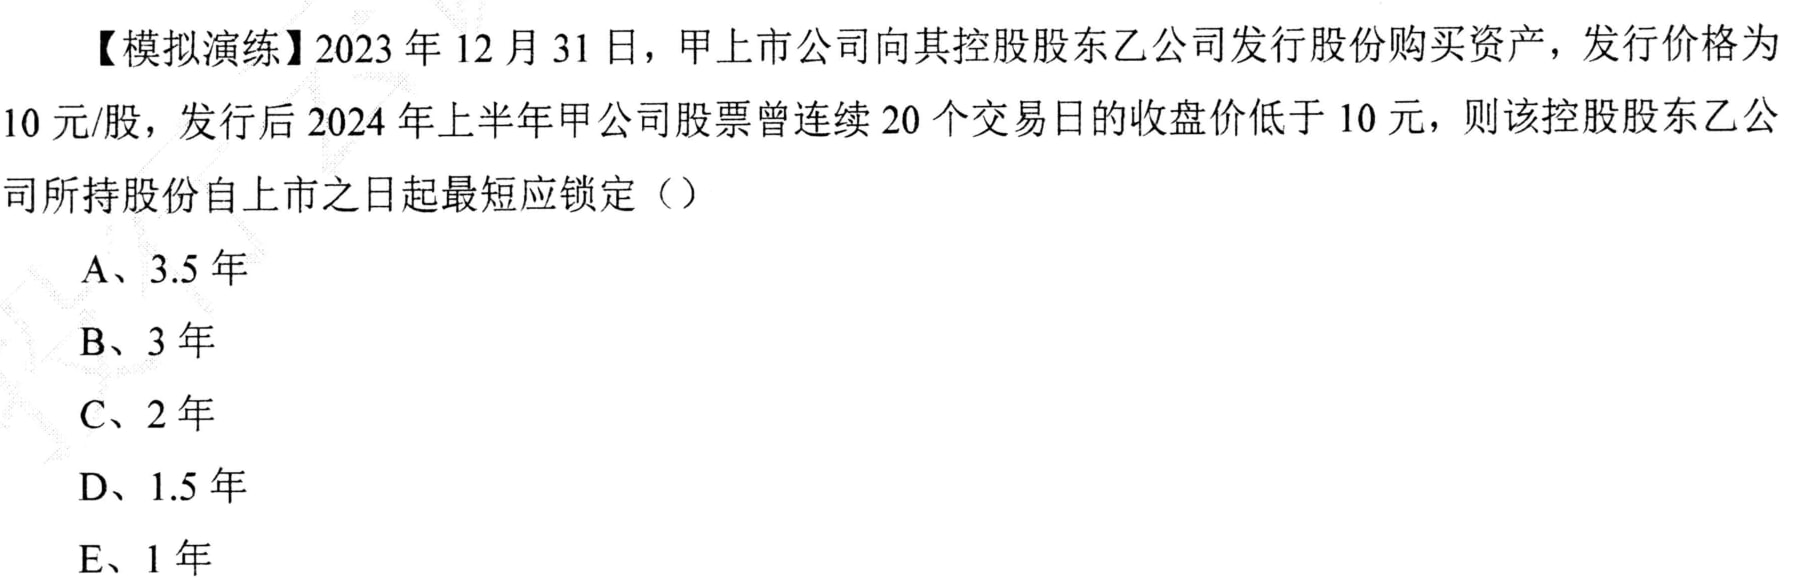 【模拟演练】2023 年 12 月 31 日，甲上市公司向其控股股东乙公司发行股份购买资产，发行价格为
10 元/股，发行后 2024 年上半年甲公司股票曾连续 20 个交易日的收盘价低于 10 元，则该控股股东乙公
司所持股份自上市之日起最短应锁定（）
A、3.5 年
B、3 年
C、2 年
D、1.5 年
E、1 年